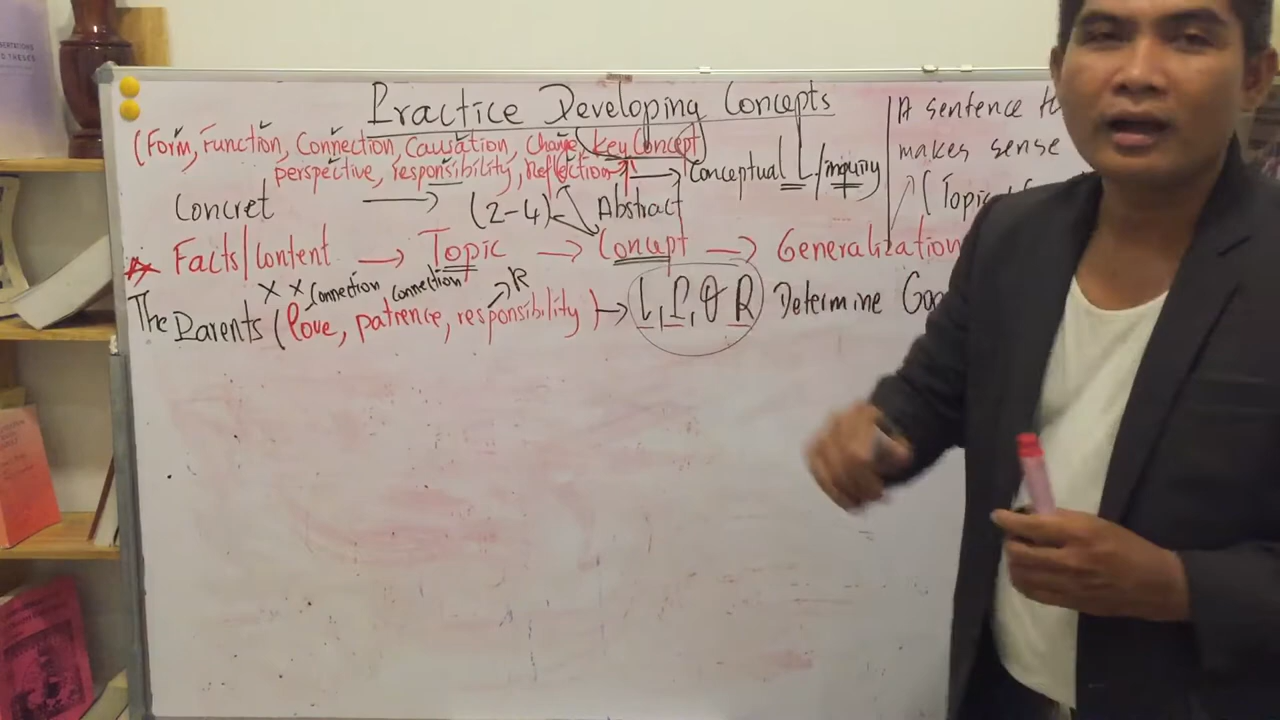 Practice Developing Concepts
(Form, Function, Connection, Causation, Change, Key Concept)
perspective, responsibility, Reflection → Conceptual L/inquiry
Concret → (2-4) Abstract
Facts/Content → Topic → Concept → Generalization
X X Connection Connection R
The Parents (love, patience, responsibility) → L, P, & R Determine Goo
A sentence
makes sense
(Topic